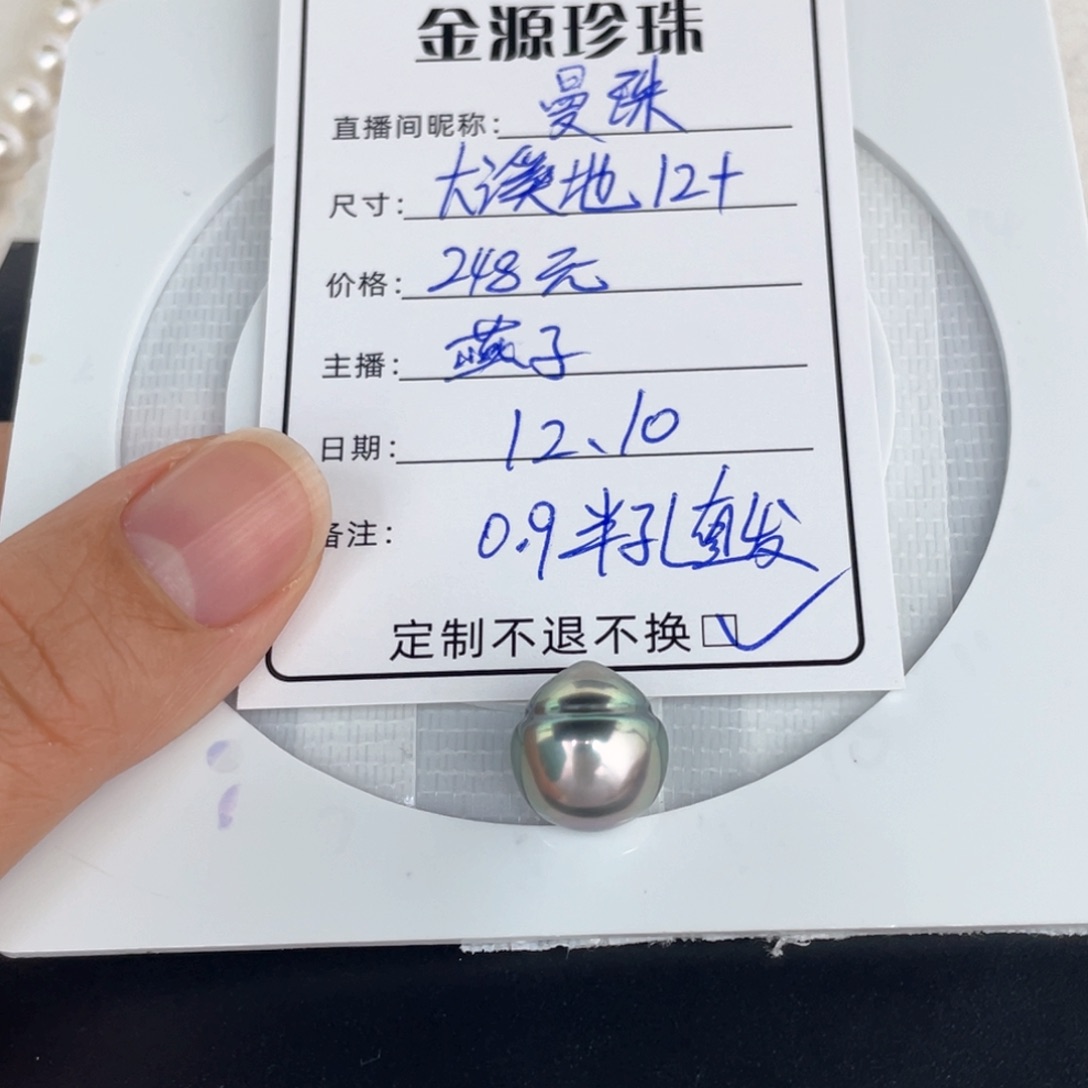 金源珍珠
直播间昵称: 曼珠
尺寸: 大溪地、12+
价格: 248元
主播: 燕子
日期: 12、10
备注: 0.9半孔直发
定制不退不换□✓